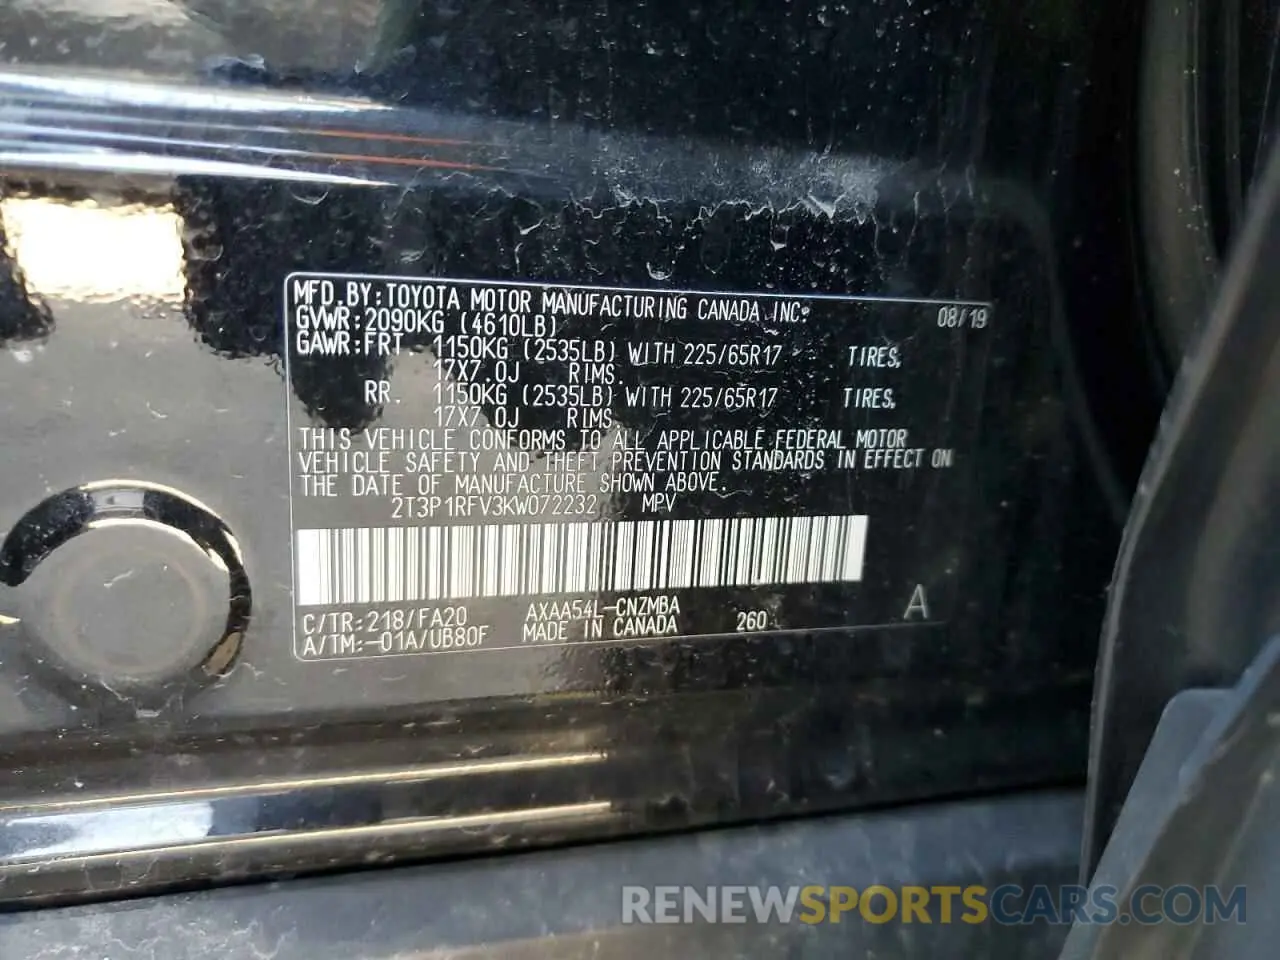 MFD.BY:TOYOTA MOTOR MANUFACTURING CANADA INC. 08/19
GVWR:2090KG (4610LB)
GAWR:FRT. 1150KG (2535LB) WITH 225/65R17 TIRES,
17X7.0J RIMS.
RR. 1150KG (2535LB) WITH 225/65R17 TIRES,
17X7.0J RIMS.
THIS VEHICLE CONFORMS TO ALL APPLICABLE FEDERAL MOTOR
VEHICLE SAFETY AND THEFT PREVENTION STANDARDS IN EFFECT ON
THE DATE OF MANUFACTURE SHOWN ABOVE.
2T3P1RFV3KW072232 MPV
C/TR:218/FA20 AXAA54L-CNZMBA 260 A
A/TM:-01A/UB80F MADE IN CANADA
RENEWSPORTSCARS.COM